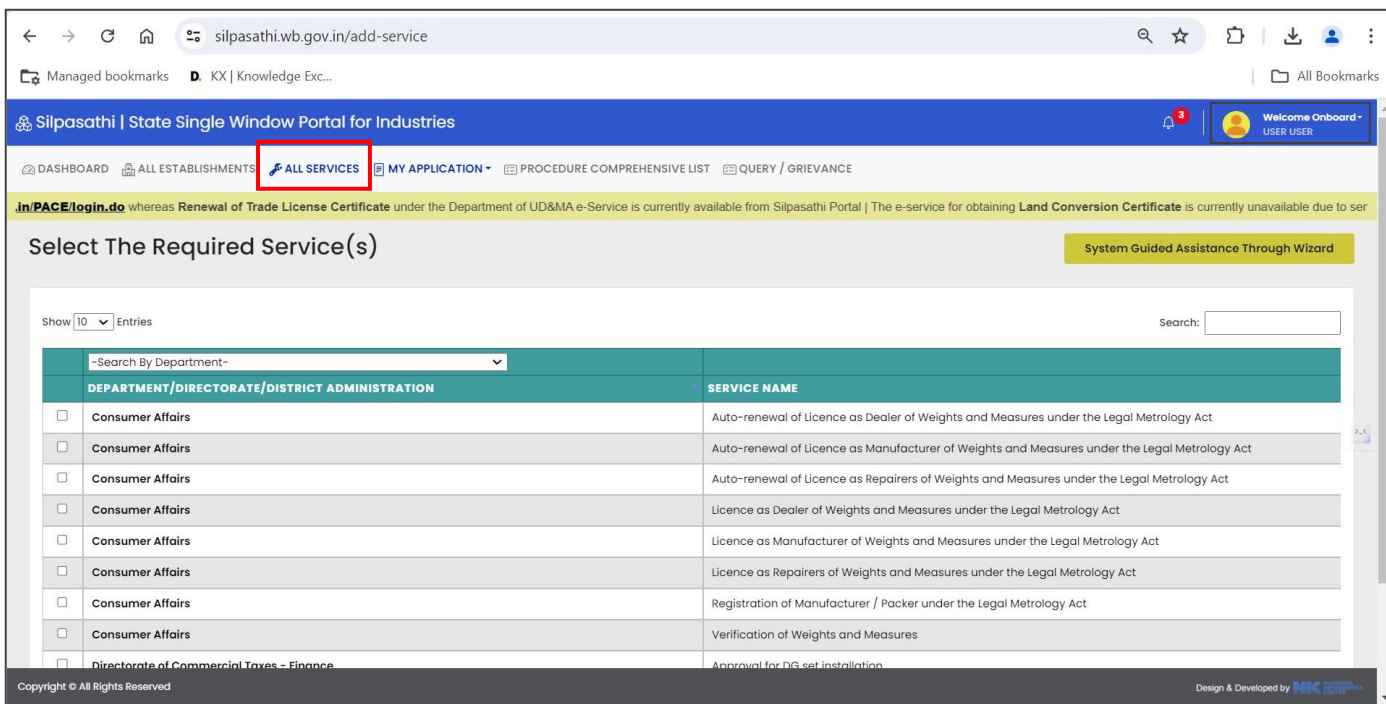 silpasathi.wb.gov.in/add-service
Managed bookmarks D. KX | Knowledge Exc... All Bookmarks
Silpasathi | State Single Window Portal for Industries 3 Welcome Onboard
USER USER
DASHBOARD ALL ESTABLISHMENTS ALL SERVICES MY APPLICATION PROCEDURE COMPREHENSIVE LIST QUERY / GRIEVANCE
.in/PACE/login.do whereas Renewal of Trade License Certificate under the Department of UD&MA e-Service is currently available from Silpasathi Portal | The e-service for obtaining Land Conversion Certificate is currently unavailable due to ser
Select The Required Service(s) System Guided Assistance Through Wizard
Show 10 Entries Search:
-Search By Department-
DEPARTMENT/DIRECTORATE/DISTRICT ADMINISTRATION SERVICE NAME
Consumer Affairs Auto-renewal of Licence as Dealer of Weights and Measures under the Legal Metrology Act
Consumer Affairs Auto-renewal of Licence as Manufacturer of Weights and Measures under the Legal Metrology Act
Consumer Affairs Auto-renewal of Licence as Repairers of Weights and Measures under the Legal Metrology Act
Consumer Affairs Licence as Dealer of Weights and Measures under the Legal Metrology Act
Consumer Affairs Licence as Manufacturer of Weights and Measures under the Legal Metrology Act
Consumer Affairs Licence as Repairers of Weights and Measures under the Legal Metrology Act
Consumer Affairs Registration of Manufacturer / Packer under the Legal Metrology Act
Consumer Affairs Verification of Weights and Measures
Directorate of Commercial Taxes - Finance Approval for DG set installation
Copyright © All Rights Reserved Design & Developed by NIC NATIONAL INFORMATICS CENTRE